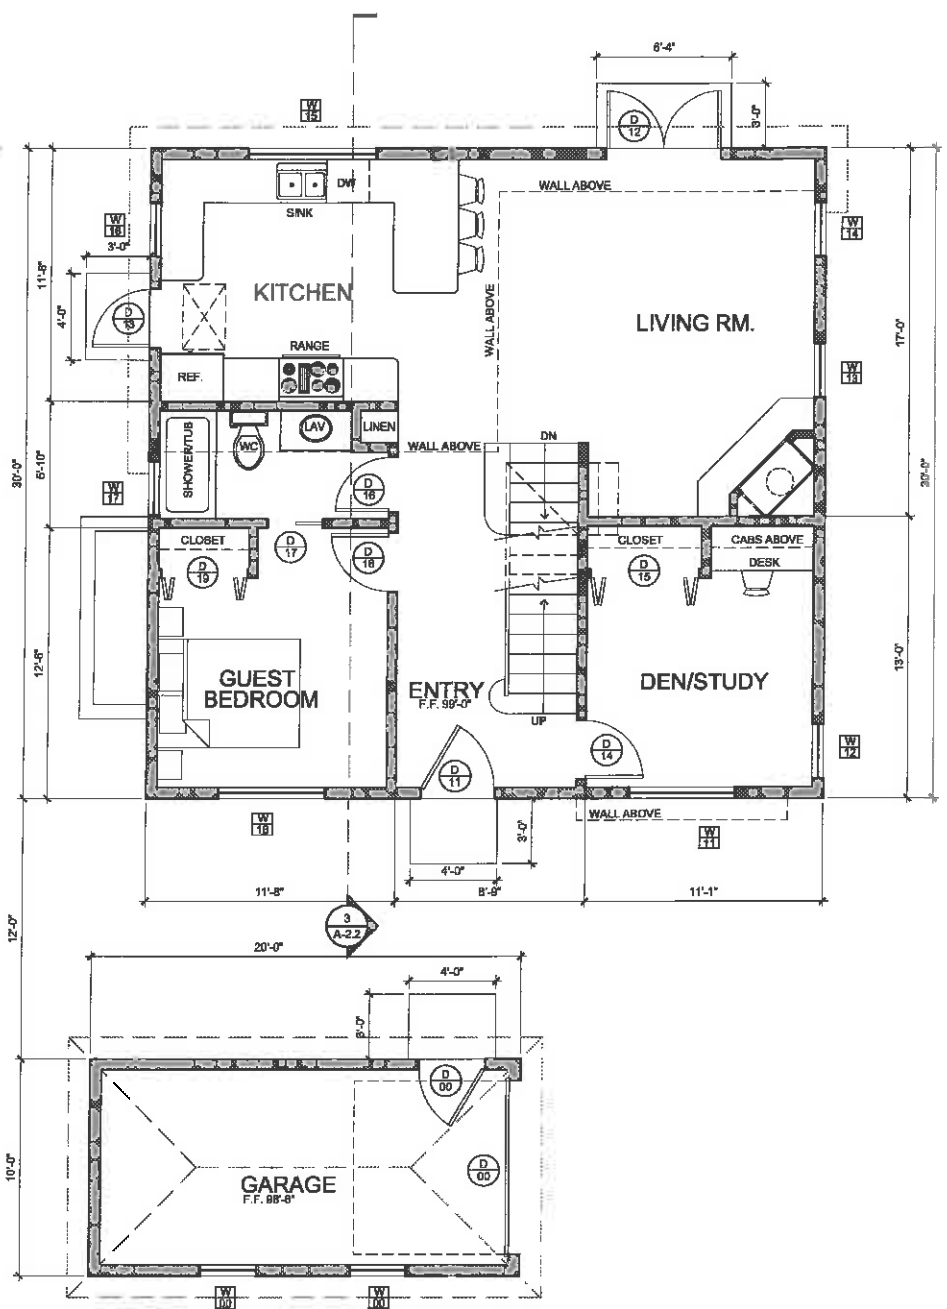 6'-4"
W
15
D
12
3'-0"
DW
WALL ABOVE
SINK
W
16
W
14
3'-0"
11'-8"
KITCHEN
4'-0"
D
13
WALL ABOVE
LIVING RM.
17'-0"
RANGE
REF.
W
13
LINEN
LAV
WC
WALL ABOVE
DN
SHOWER/TUB
5'-10"
30'-0"
30'-0"
W
17
D
16
CLOSET
D
17
D
18
D
19
CLOSET
CABS ABOVE
DESK
D
15
12'-6"
GUEST
BEDROOM
ENTRY
F.F. 99'-0"
DEN/STUDY
13'-0"
UP
D
14
W
12
D
11
WALL ABOVE
W
18
W
11
3'-0"
4'-0"
11'-8"
8'-9"
11'-1"
3
A-2.2
12'-0"
20'-0"
4'-0"
D
00
D
00
10'-0"
GARAGE
F.F. 98'-8"
W
00
W
00